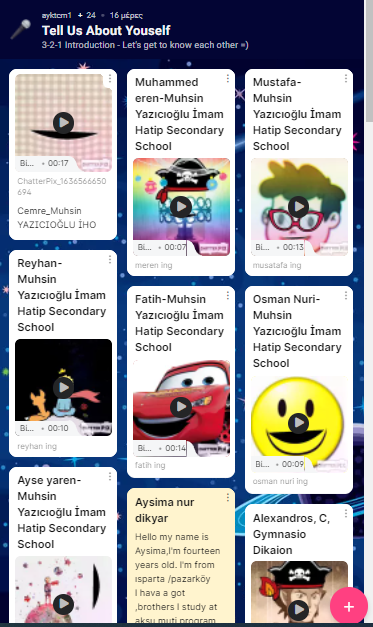 ayktcm1 + 24 • 16 μέρες
Tell Us About Youself
3-2-1 Introduction - Let's get to know each other =)
Bi... • 00:17
ChatterPix_1636566650
694
Cemre_Muhsin
YAZICIOĞLU İHO
Reyhan-
Muhsin
Yazıcıoğlu İmam
Hatip Secondary
School
Bi... • 00:10
reyhan ing
Ayse yaren-
Muhsin
Yazıcıoğlu İmam
Hatip Secondary
School
Muhammed
eren-Muhsin
Yazıcıoğlu İmam
Hatip Secondary
School
Bi... • 00:07
meren ing
Fatih-Muhsin
Yazıcıoğlu İmam
Hatip Secondary
School
Bi... • 00:14
fatih ing
Aysima nur
dikyar
Hello my name is
Aysima,I'm fourteen
years old. I'm from
ısparta /pazarköy
I hava a got
,brothers I study at
aksu muti program
Mustafa-
Muhsin
Yazıcıoğlu İmam
Hatip Secondary
School
Bi... • 00:13
musatafa ing
Osman Nuri-
Muhsin
Yazıcıoğlu İmam
Hatip Secondary
School
Bi... • 00:09
osman nuri ing
Alexandros, C,
Gymnasio
Dikaion